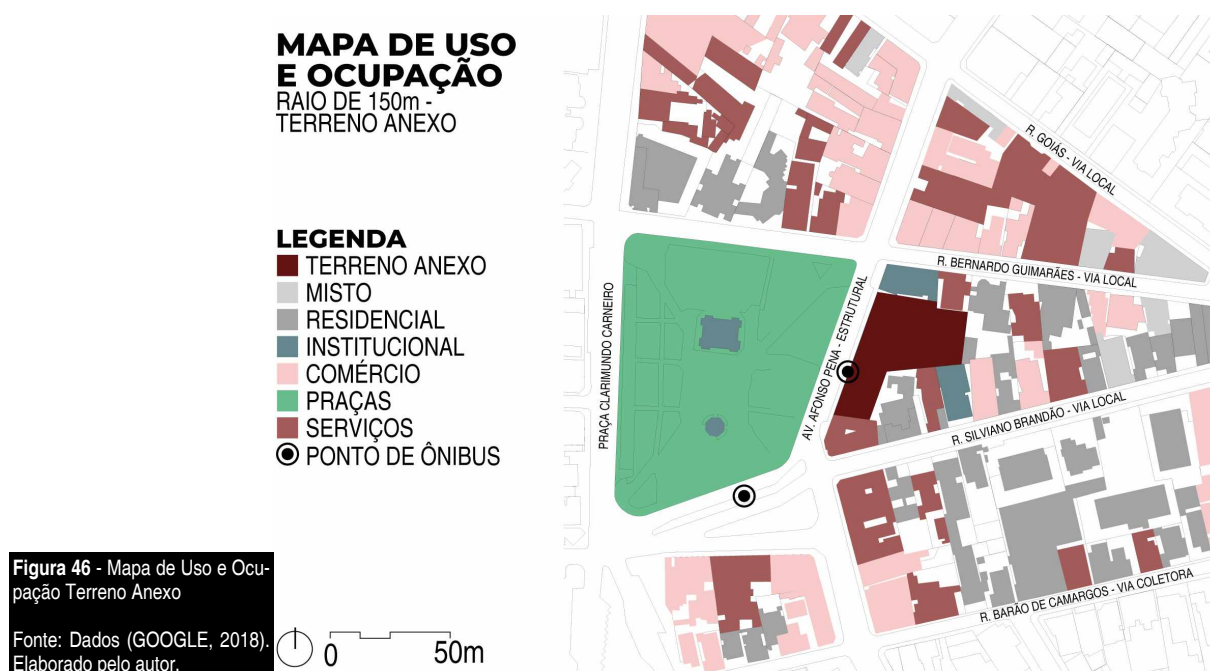 MAPA DE USO
E OCUPAÇÃO
RAIO DE 150m -
TERRENO ANEXO
LEGENDA
TERRENO ANEXO
MISTO
RESIDENCIAL
INSTITUCIONAL
COMÉRCIO
PRAÇAS
SERVIÇOS
PONTO DE ÔNIBUS
R. GOIÁS - VIA LOCAL
R. BERNARDO GUIMARÃES - VIA LOCAL
PRAÇA CLARIMUNDO CARNEIRO
AV. AFONSO PENA - ESTRUTURAL
R. SILVIANO BRANDÃO - VIA LOCAL
R. BARÃO DE CAMARGOS - VIA COLETORA
Figura 46 - Mapa de Uso e Ocu-
pação Terreno Anexo
Fonte: Dados (GOOGLE, 2018).
Elaborado pelo autor.
0 50m